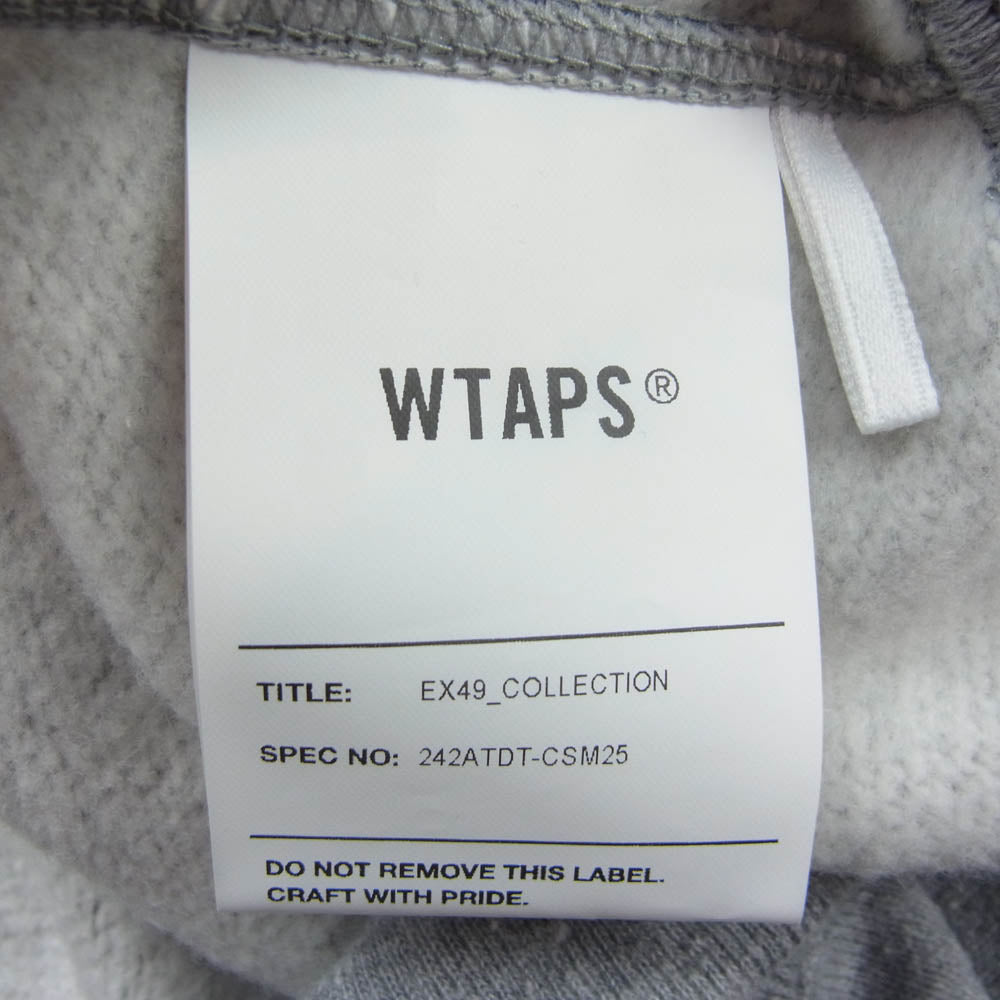 WTAPS®
TITLE: EX49_COLLECTION
SPEC NO: 242ATDT-CSM25
DO NOT REMOVE THIS LABEL.
CRAFT WITH PRIDE.